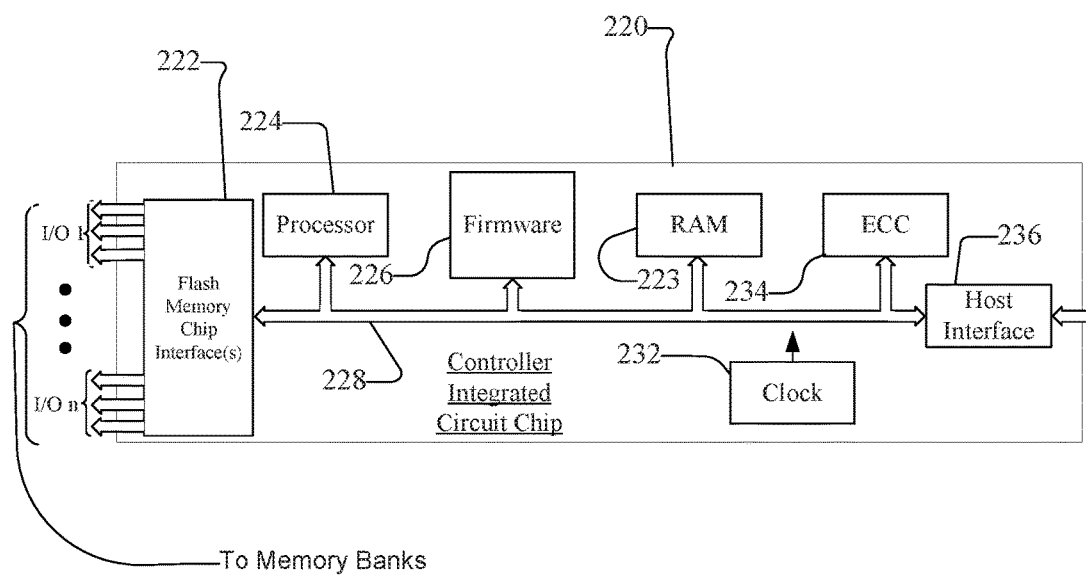 220
222
224
Processor
Firmware
RAM
ECC
236
226
223
234
I/O 1
Flash
Memory
Chip
Interface(s)
Host
Interface
228
Controller
Integrated
Circuit Chip
232
Clock
I/O n
To Memory Banks